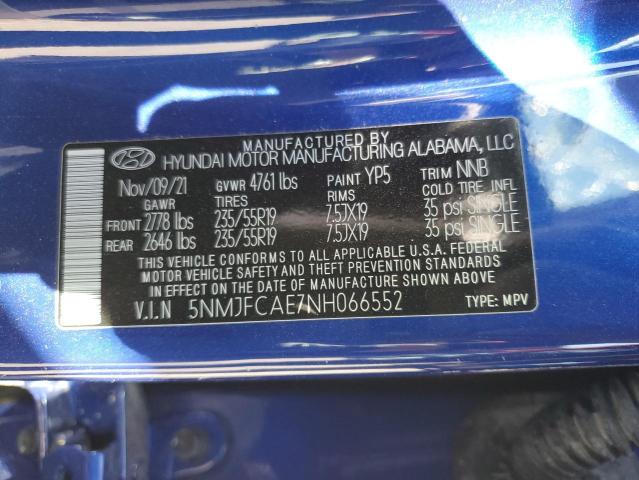 MANUFACTURED BY
HYUNDAI MOTOR MANUFACTURING ALABAMA, LLC
Nov/09/21 GVWR 4761 lbs PAINT YP5 TRIM NNB
GAWR TIRES RIMS COLD TIRE INFL
FRONT 2778 lbs 235/55R19 7.5JX19 35 psi SINGLE
REAR 2646 lbs 235/55R19 7.5JX19 35 psi SINGLE
THIS VEHICLE CONFORMS TO ALL APPLICABLE U.S.A. FEDERAL
MOTOR VEHICLE SAFETY AND THEFT PREVENTION STANDARDS
IN EFFECT ON THE DATE OF MANUFACTURE SHOWN ABOVE
V.I.N 5NMJFCAE7NH066552 TYPE: MPV